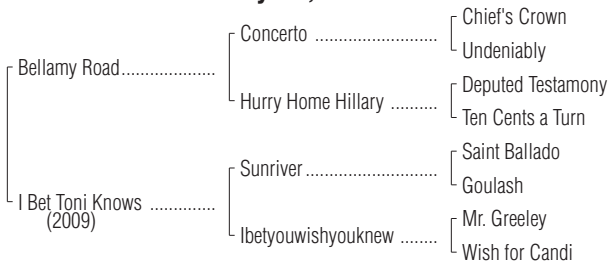 Chief's Crown
Concerto ........................
Undeniably
Bellamy Road...................
Deputed Testamony
Hurry Home Hillary ..........
Ten Cents a Turn
Saint Ballado
Sunriver..........................
Goulash
I Bet Toni Knows ..............
(2009)
Mr. Greeley
Ibetyouwishyouknew ........
Wish for Candi